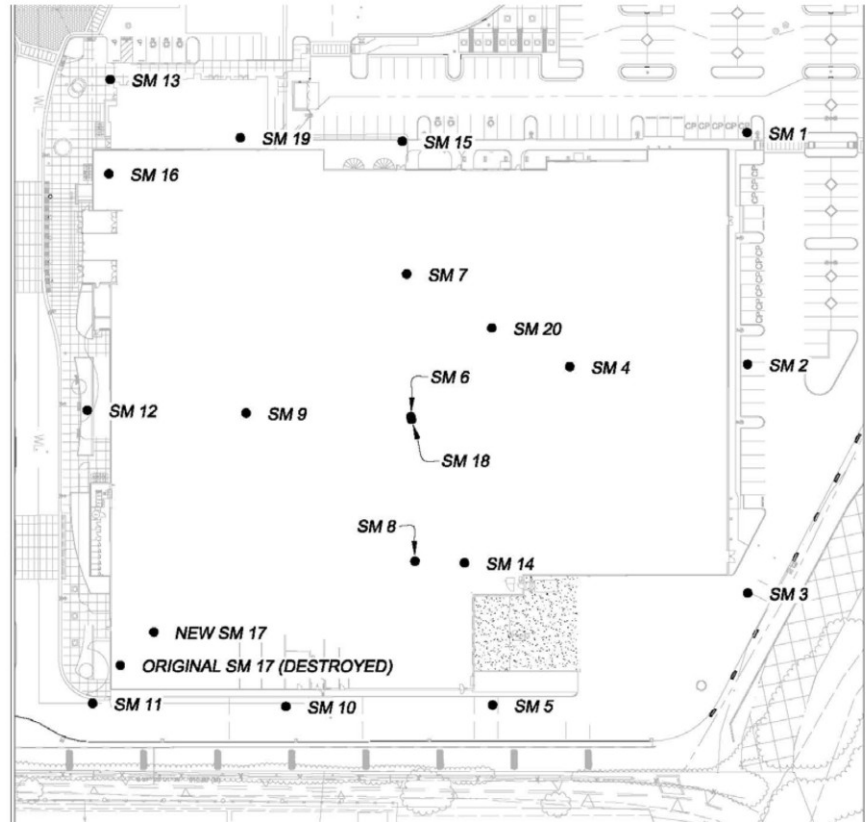 SM 13
SM 1
SM 19
SM 15
SM 16
SM 7
SM 20
SM 4
SM 2
SM 6
SM 12
SM 9
SM 18
SM 8
SM 14
SM 3
NEW SM 17
ORIGINAL SM 17 (DESTROYED)
SM 11
SM 10
SM 5